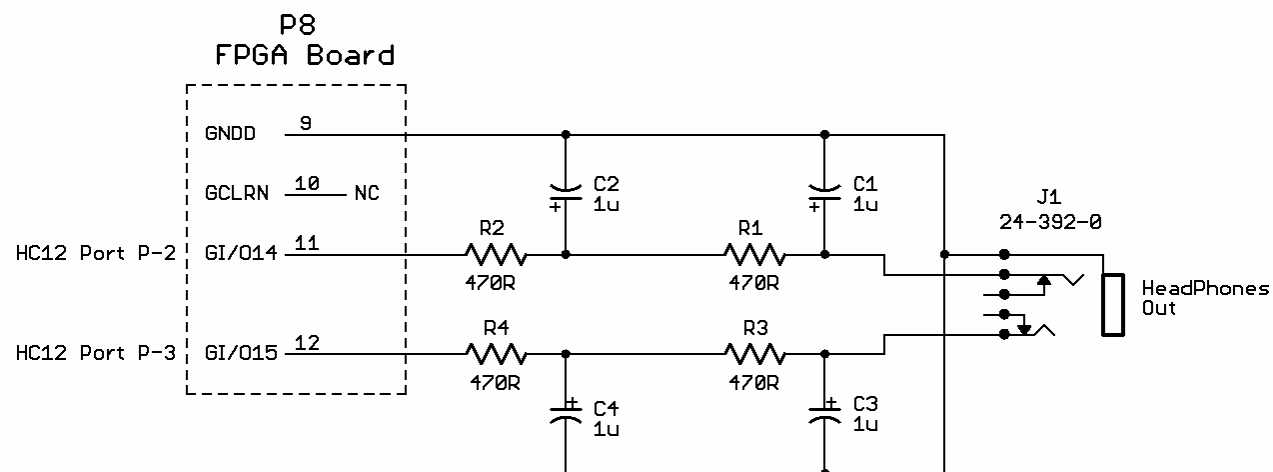 P8
FPGA Board
GNDD 9
GCLRN 10 NC
C2
1u
C1
1u
J1
24-392-0
HC12 Port P-2 GI/O14 11
R2
470R
R1
470R
HeadPhones
Out
HC12 Port P-3 GI/O15 12
R4
470R
R3
470R
+
+
+
+
C4
1u
C3
1u